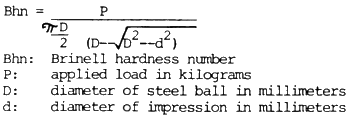 Bhn = P
πD
2 (D--√D²--d²)
Bhn: Brinell hardness number
P: applied load in kilograms
D: diameter of steel ball in millimeters
d: diameter of impression in millimeters